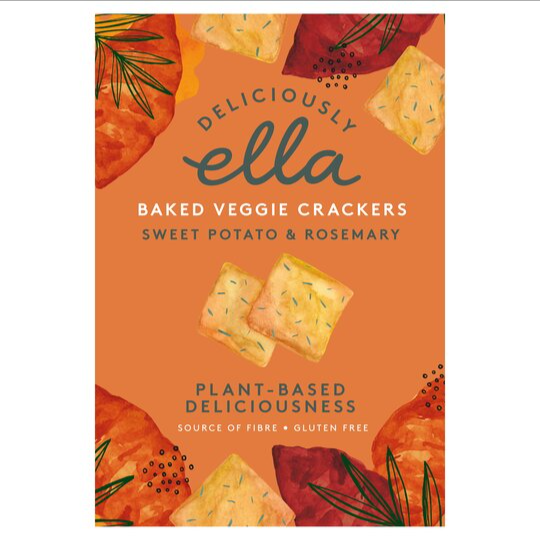 DELICIOUSLY
ella
BAKED VEGGIE CRACKERS
SWEET POTATO & ROSEMARY
PLANT-BASED
DELICIOUSNESS
SOURCE OF FIBRE • GLUTEN FREE